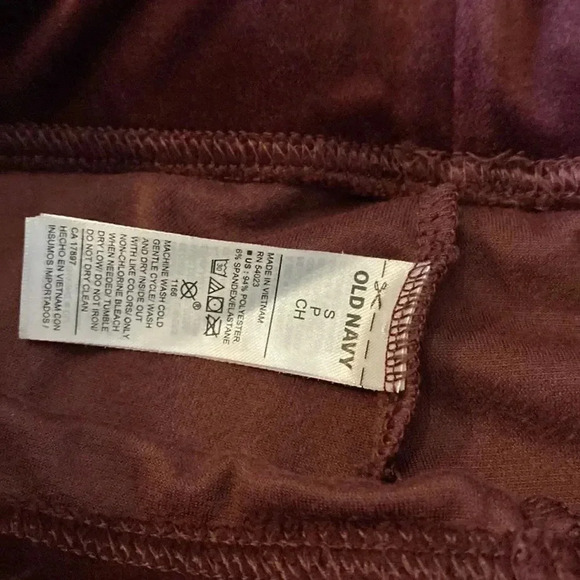 OLD NAVY
S
P
CH
MADE IN VIETNAM
RN 54023
■ US: 94% POLYESTER
6% SPANDEX/ELASTANE
30
1166
MACHINE WASH COLD
GENTLE CYCLE/ WASH
AND DRY INSIDE OUT
WITH LIKE COLORS/ ONLY
NON-CHLORINE BLEACH
WHEN NEEDED/ TUMBLE
DRY LOW/ DO NOT IRON/
DO NOT DRY CLEAN
CA 17897
HECHO EN VIETNAM CON
INSUMOS IMPORTADOS /